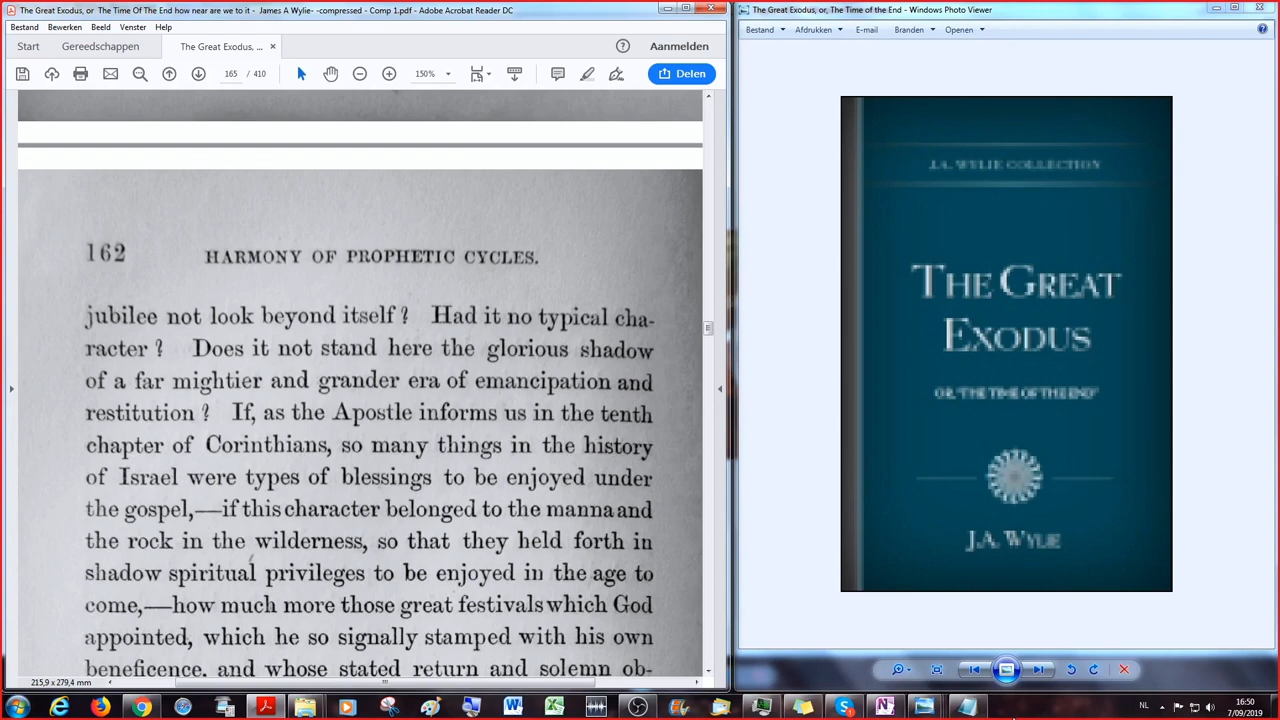 The Great Exodus, or The Time Of The End how near are we to it - James A Wylie- -compressed - Comp 1.pdf - Adobe Acrobat Reader DC
Bestand Bewerken Beeld Venster Help
Start Gereedschappen The Great Exodus, ... Aanmelden
165 / 410 150% Delen
162 HARMONY OF PROPHETIC CYCLES.
jubilee not look beyond itself ? Had it no typical cha-
racter ? Does it not stand here the glorious shadow
of a far mightier and grander era of emancipation and
restitution ? If, as the Apostle informs us in the tenth
chapter of Corinthians, so many things in the history
of Israel were types of blessings to be enjoyed under
the gospel,—if this character belonged to the manna and
the rock in the wilderness, so that they held forth in
shadow spiritual privileges to be enjoyed in the age to
come,—how much more those great festivals which God
appointed, which he so signally stamped with his own
beneficence, and whose stated return and solemn ob-
215,9 x 279,4 mm
The Great Exodus, or, The Time of the End - Windows Photo Viewer
Bestand Afdrukken E-mail Branden Openen
J.A. WYLIE COLLECTION
THE GREAT
EXODUS
OR, "THE TIME OF THE END"
J.A. WYLIE
NL 16:50
7/09/2019